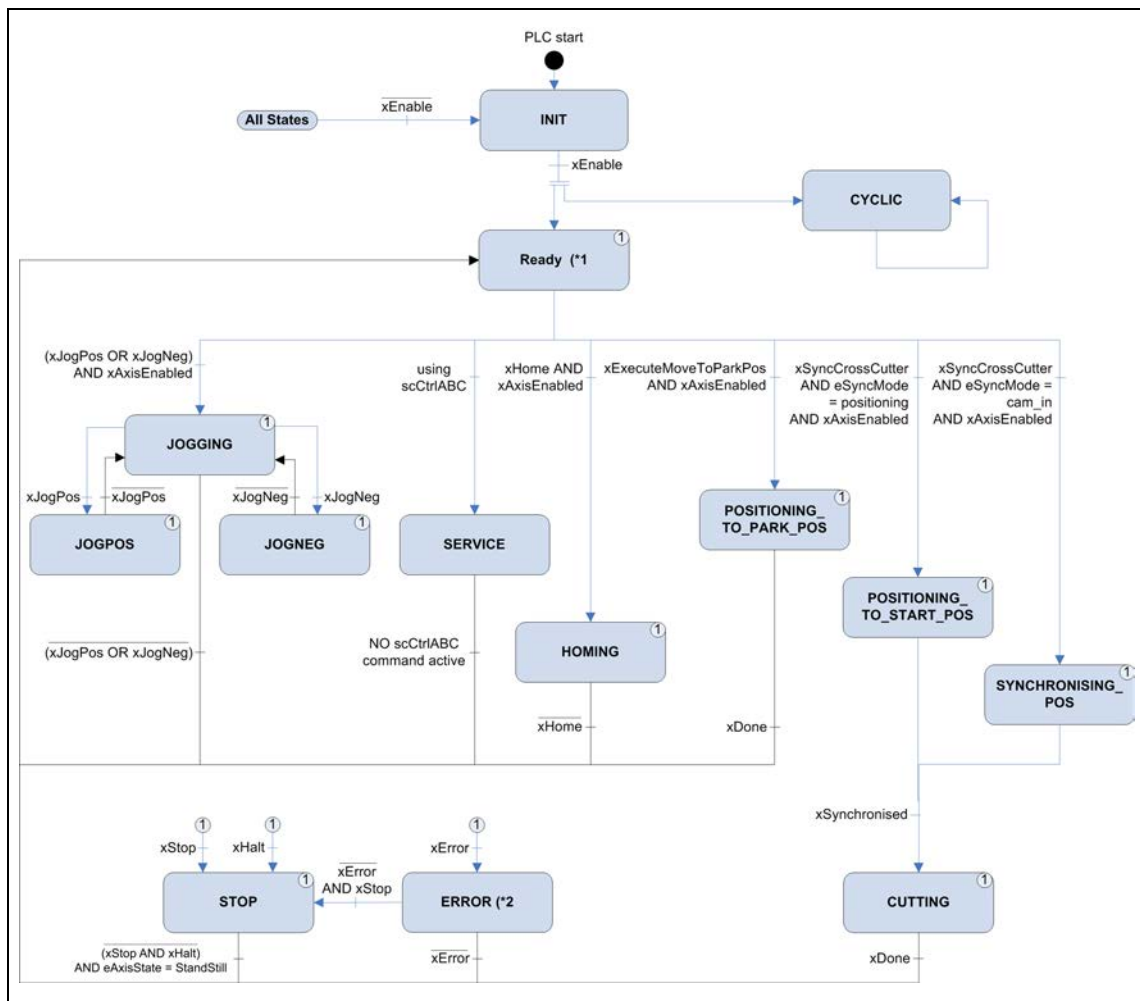 PLC start
xEnable
All States
INIT
xEnable
CYCLIC
1
Ready (*1
(xJogPos OR xJogNeg)
AND xAxisEnabled
using
scCtrlABC
xHome AND
xAxisEnabled
xExecuteMoveToParkPos
AND xAxisEnabled
xSyncCrossCutter
AND eSyncMode
= positioning
AND xAxisEnabled
xSyncCrossCutter
AND eSyncMode =
cam_in
AND xAxisEnabled
1
JOGGING
xJogPos
xJogPos
xJogNeg
xJogNeg
1
JOGPOS
1
JOGNEG
SERVICE
1
POSITIONING_
TO_PARK_POS
1
POSITIONING_
TO_START_POS
(xJogPos OR xJogNeg)
NO scCtrlABC
command active
1
HOMING
1
SYNCHRONISING_
POS
xHome
xDone
xSynchronised
1
1
1
xStop
xHalt
xError
xError
AND xStop
1
STOP
ERROR (*2
1
CUTTING
(xStop AND xHalt)
AND eAxisState = StandStill
xError
xDone